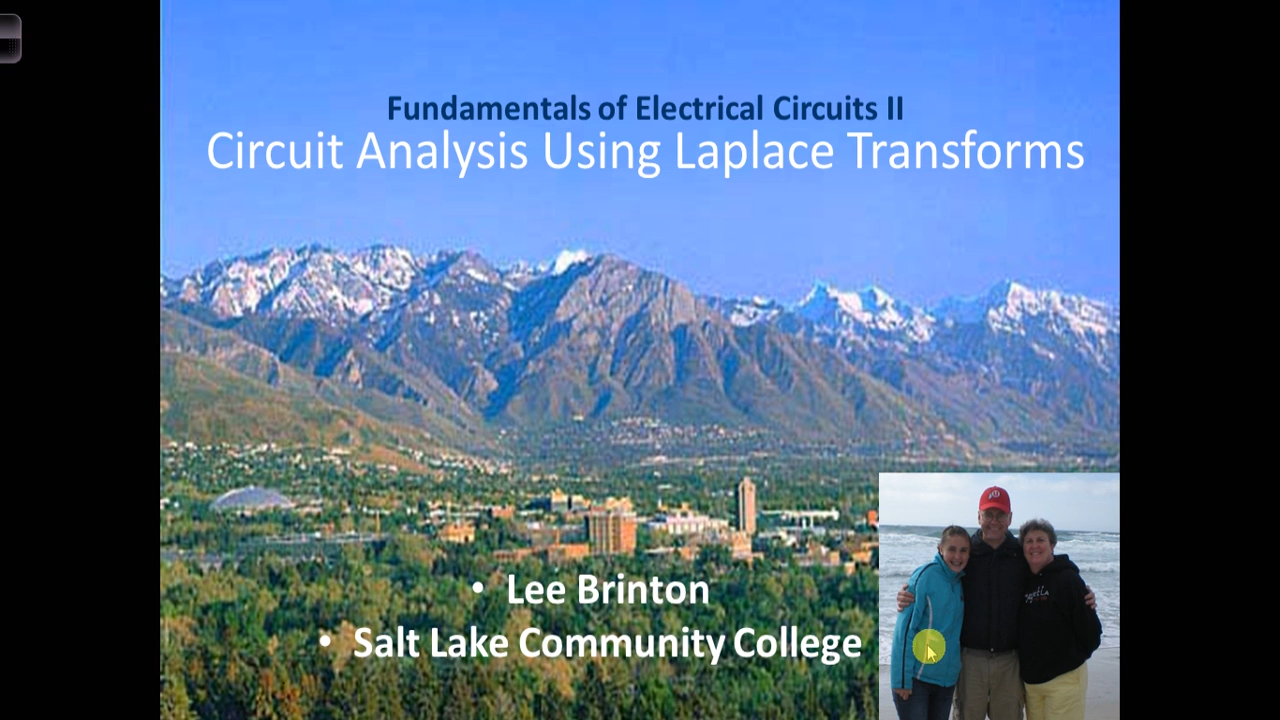 Fundamentals of Electrical Circuits II
Circuit Analysis Using Laplace Transforms
• Lee Brinton
• Salt Lake Community College